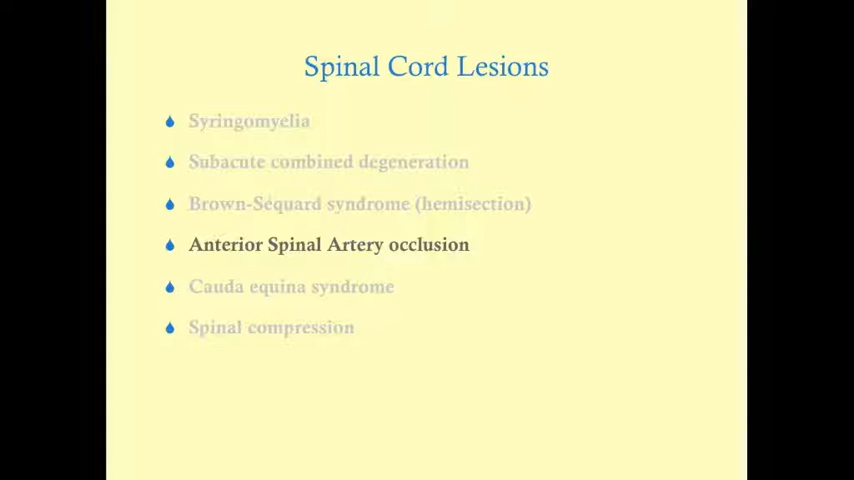 Spinal Cord Lesions
Syringomyelia
Subacute combined degeneration
Brown-Séquard syndrome (hemisection)
Anterior Spinal Artery occlusion
Cauda equina syndrome
Spinal compression